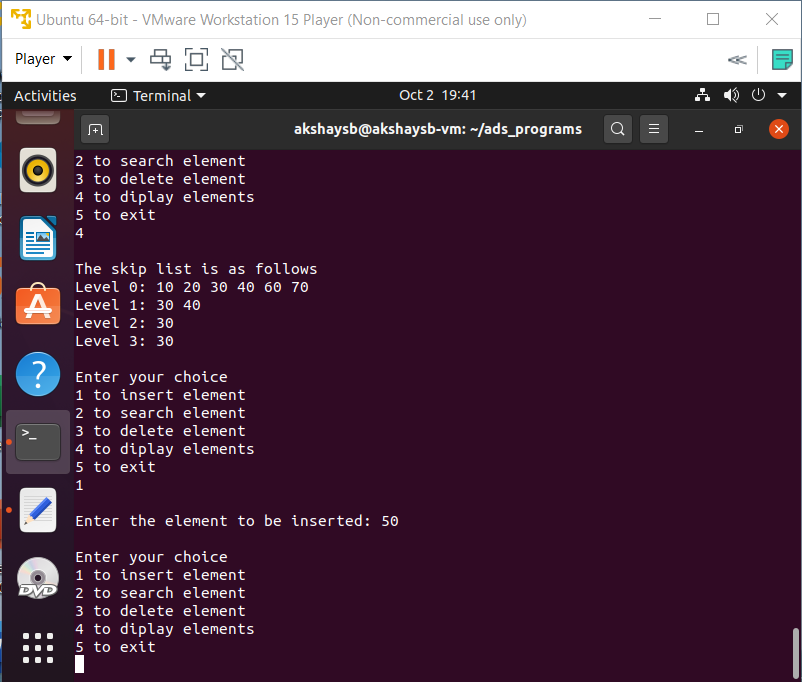 Ubuntu 64-bit - VMware Workstation 15 Player (Non-commercial use only)
Player
Activities
Terminal
Oct 2 19:41
akshaysb@akshaysb-vm: ~/ads_programs
2 to search element
3 to delete element
4 to diplay elements
5 to exit
4
The skip list is as follows
Level 0: 10 20 30 40 60 70
Level 1: 30 40
Level 2: 30
Level 3: 30
Enter your choice
1 to insert element
2 to search element
3 to delete element
4 to diplay elements
5 to exit
1
Enter the element to be inserted: 50
Enter your choice
1 to insert element
2 to search element
3 to delete element
4 to diplay elements
5 to exit
DVD